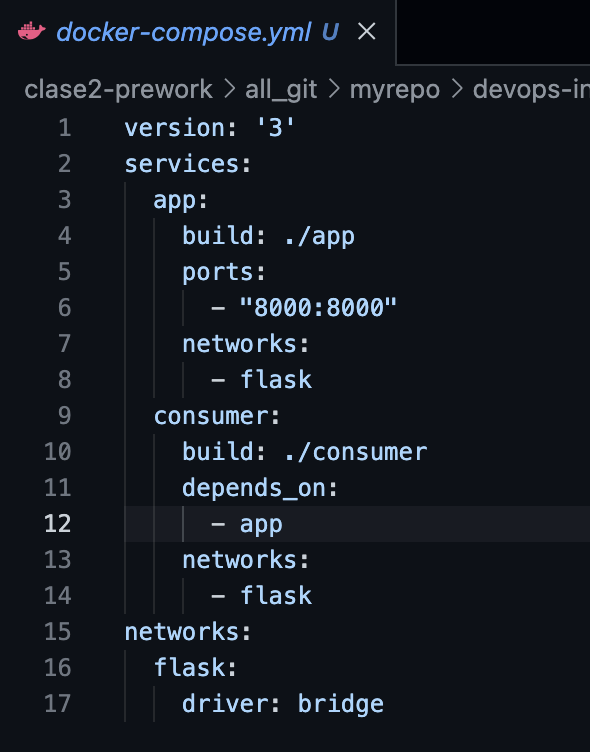 docker-compose.yml U
clase2-prework > all_git > myrepo > devops-in
1 version: '3'
2 services:
3   app:
4     build: ./app
5     ports:
6       - "8000:8000"
7     networks:
8       - flask
9   consumer:
10     build: ./consumer
11     depends_on:
12       - app
13     networks:
14       - flask
15 networks:
16   flask:
17     driver: bridge